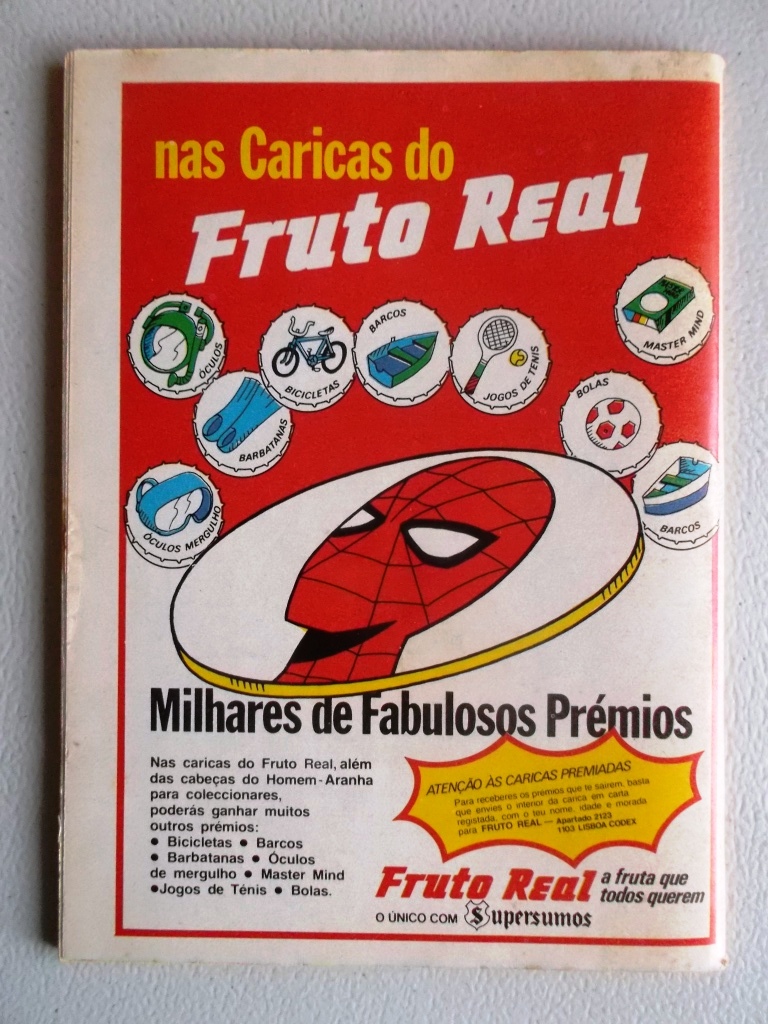 nas Caricas do
Fruto Real
ÓCULOS
BICICLETAS
BARCOS
JOGOS DE TENIS
MASTER MIND
BARBATANAS
BOLAS
ÓCULOS MERGULHO
BARCOS
Milhares de Fabulosos Prémios
Nas caricas do Fruto Real, além
das cabeças do Homem-Aranha
para coleccionares,
poderás ganhar muitos
outros prémios:
• Bicicletas • Barcos
• Barbatanas • Óculos
de mergulho • Master Mind
•Jogos de Ténis • Bolas.
ATENÇÃO ÀS CARICAS PREMIADAS
Para receberes os prémios que te sairem, basta
que envies o interior da carica em carta
registada, com o teu nome, idade e morada
para FRUTO REAL — Apartado 2123
1103 LISBOA CODEX
Fruto Real a fruta que
todos querem
O ÚNICO COM Supersumos